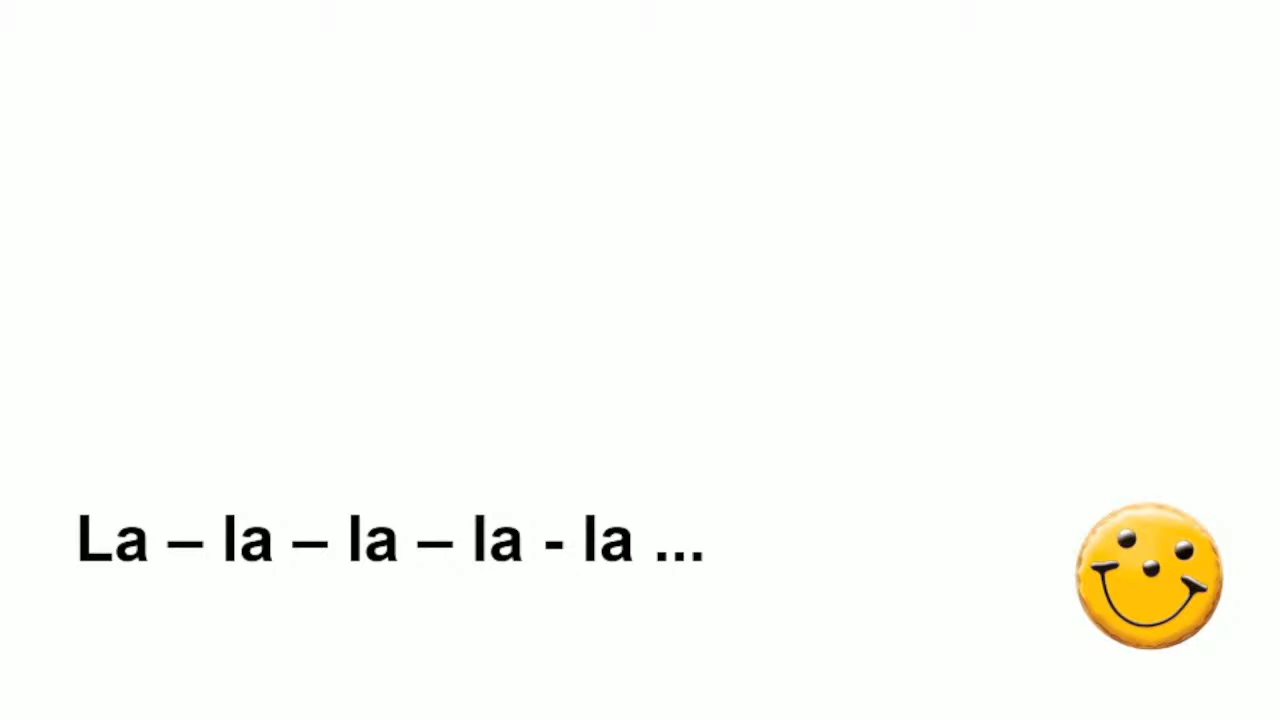 La – la – la – la - la ...